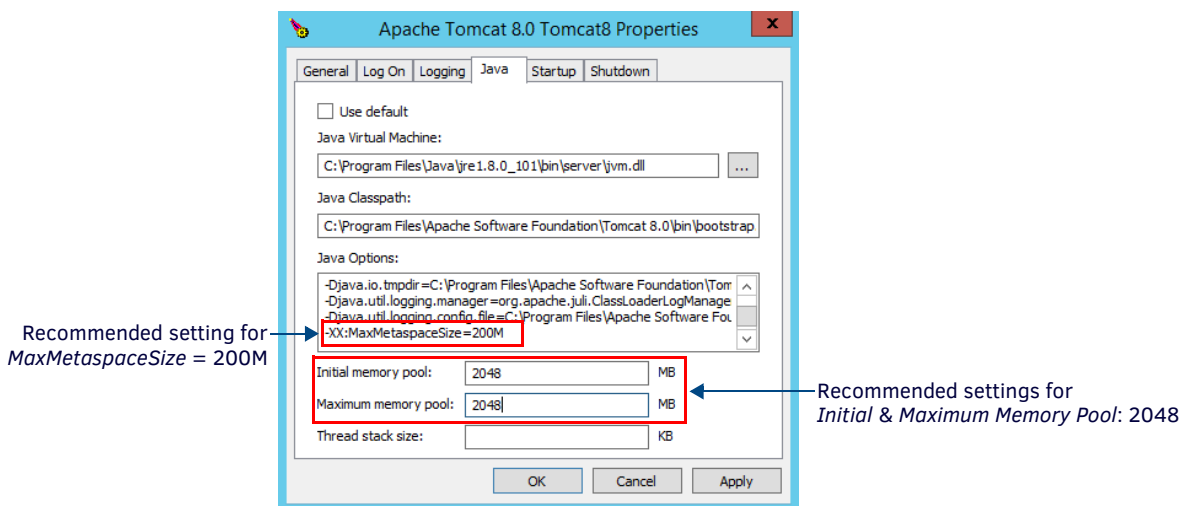 Apache Tomcat 8.0 Tomcat8 Properties
x
General Log On Logging Java Startup Shutdown
Use default
Java Virtual Machine:
C:\Program Files\Java\jre1.8.0_101\bin\server\jvm.dll
...
Java Classpath:
C:\Program Files\Apache Software Foundation\Tomcat 8.0\bin\bootstrap
Java Options:
-Djava.io.tmpdir=C:\Program Files\Apache Software Foundation\Tom
-Djava.util.logging.manager=org.apache.juli.ClassLoaderLogManage
-Djava.util.logging.config.file=C:\Program Files\Apache Software Fou
-XX:MaxMetaspaceSize=200M
Recommended setting for
MaxMetaspaceSize = 200M
Initial memory pool: 2048 MB
Maximum memory pool: 2048 MB
Recommended settings for
Initial & Maximum Memory Pool: 2048
Thread stack size: KB
OK Cancel Apply